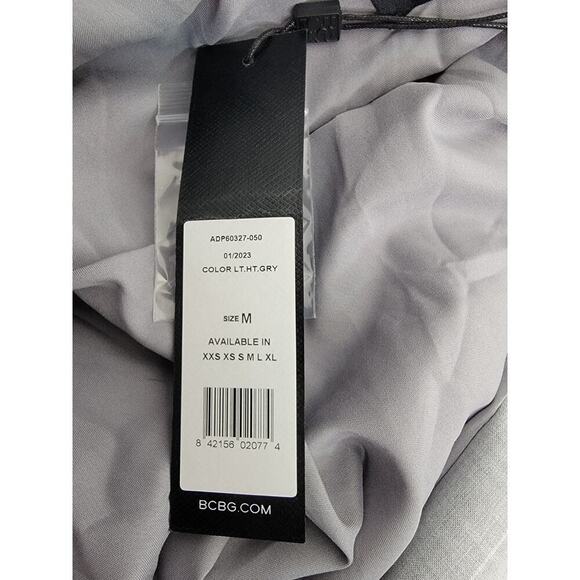 ADP60327-050
01/2023
COLOR LT.HT.GRY
SIZE M
AVAILABLE IN
XXS XS S M L XL
8 42156 02077 4
BCBG.COM